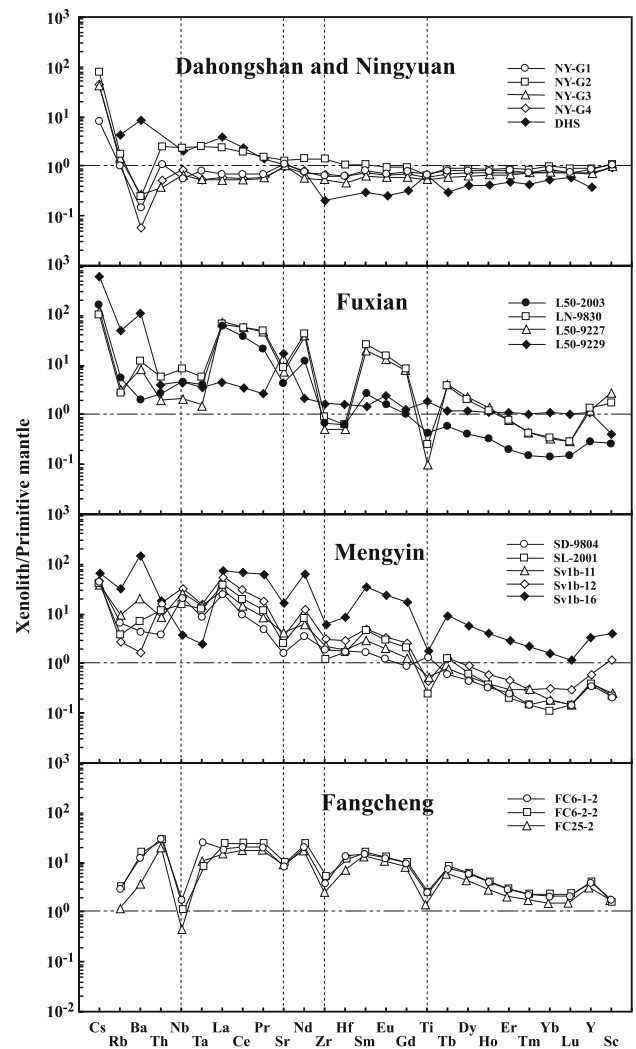 10³
Dahongshan and Ningyuan
NY-G1
NY-G2
NY-G3
NY-G4
DHS
10²
10¹
10⁰
10⁻¹
10³
Fuxian
L50-2003
LN-9830
L50-9227
L50-9229
10²
10¹
10⁰
10⁻¹
10³
Mengyin
SD-9804
SL-2001
Sv1b-11
Sv1b-12
Sv1b-16
10²
10¹
10⁰
10⁻¹
10³
Fangcheng
FC6-1-2
FC6-2-2
FC25-2
10²
10¹
10⁰
10⁻¹
10⁻²
Xenolith/Primitive mantle
Cs Ba Nb La Pr Nd Hf Eu Ti Dy Er Yb Y
Rb Th Ta Ce Sr Zr Sm Gd Tb Ho Tm Lu Sc